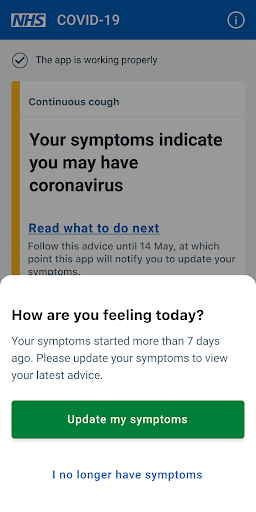 NHS COVID-19
The app is working properly
Continuous cough
Your symptoms indicate
you may have
coronavirus
Read what to do next
Follow this advice until 14 May, at which
point this app will notify you to update your
symptoms.
How are you feeling today?
Your symptoms started more than 7 days
ago. Please update your symptoms to view
your latest advice.
Update my symptoms
I no longer have symptoms